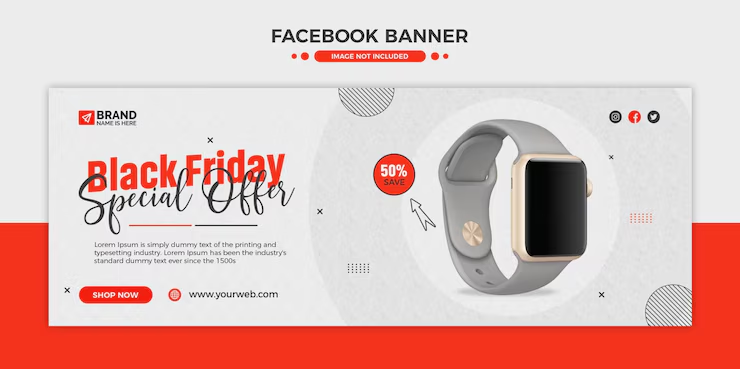 FACEBOOK BANNER
IMAGE NOT INCLUDED
BRAND
NAME IS HERE
Black Friday
Special Offer
50%
SAVE
Lorem Ipsum is simply dummy text of the printing and
typesetting industry. Lorem Ipsum has been the industry's
standard dummy text ever since the 1500s
SHOP NOW
www.yourweb.com